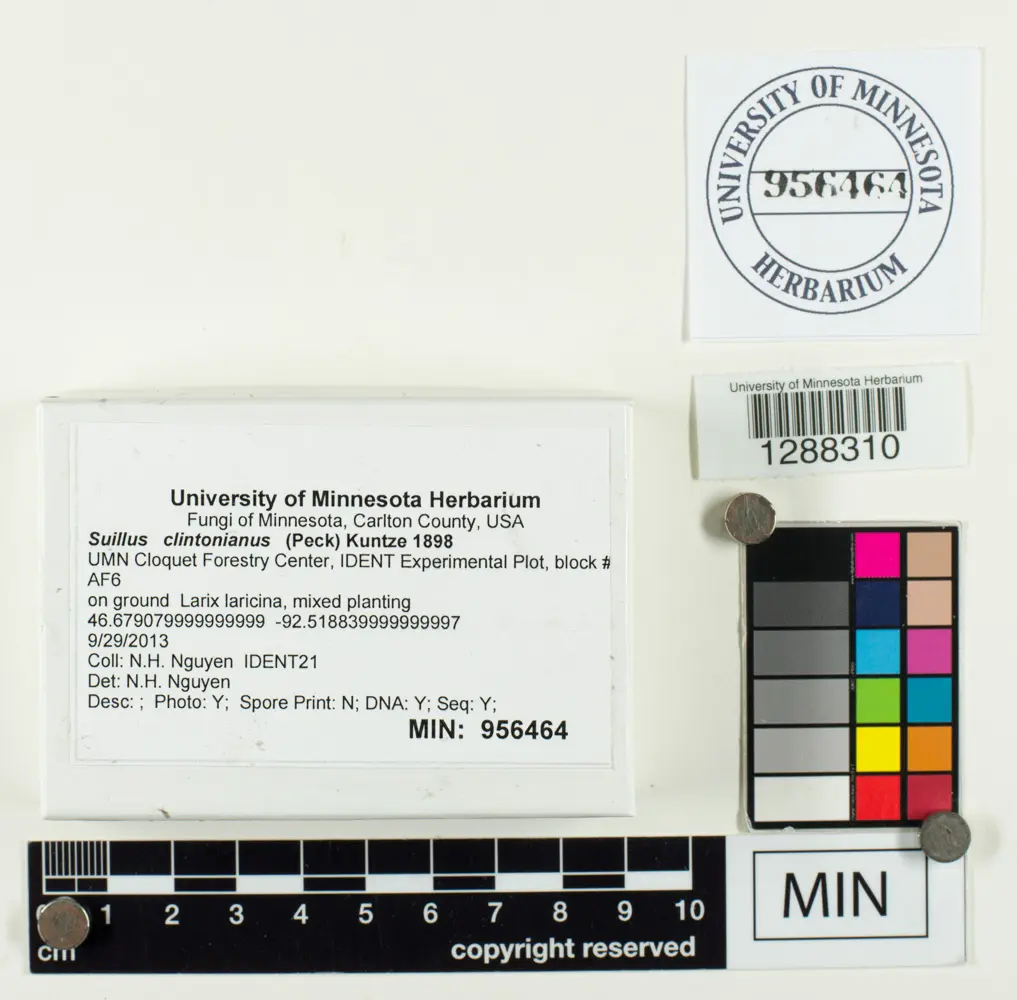 UNIVERSITY OF MINNESOTA
956464
HERBARIUM
University of Minnesota Herbarium
1288310
University of Minnesota Herbarium
Fungi of Minnesota, Carlton County, USA
Suillus clintonianus (Peck) Kuntze 1898
UMN Cloquet Forestry Center, IDENT Experimental Plot, block #
AF6
on ground Larix laricina, mixed planting
46.679079999999999 -92.518839999999997
9/29/2013
Coll: N.H. Nguyen IDENT21
Det: N.H. Nguyen
Desc: ; Photo: Y; Spore Print: N; DNA: Y; Seq: Y;
MIN: 956464
1 2 3 4 5 6 7 8 9 10
cm
copyright reserved
MIN